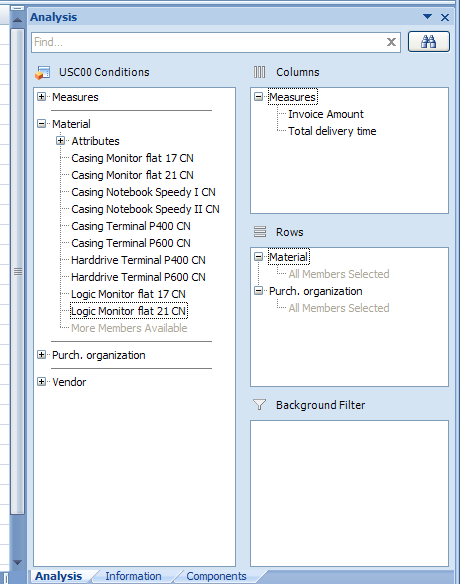 Analysis
Find...
USC00 Conditions
Measures
Material
Attributes
Casing Monitor flat 17 CN
Casing Monitor flat 21 CN
Casing Notebook Speedy I CN
Casing Notebook Speedy II CN
Casing Terminal P400 CN
Casing Terminal P600 CN
Harddrive Terminal P400 CN
Harddrive Terminal P600 CN
Logic Monitor flat 17 CN
Logic Monitor flat 21 CN
More Members Available
Purch. organization
Vendor
Columns
Measures
Invoice Amount
Total delivery time
Rows
Material
All Members Selected
Purch. organization
All Members Selected
Background Filter
Analysis
Information
Components